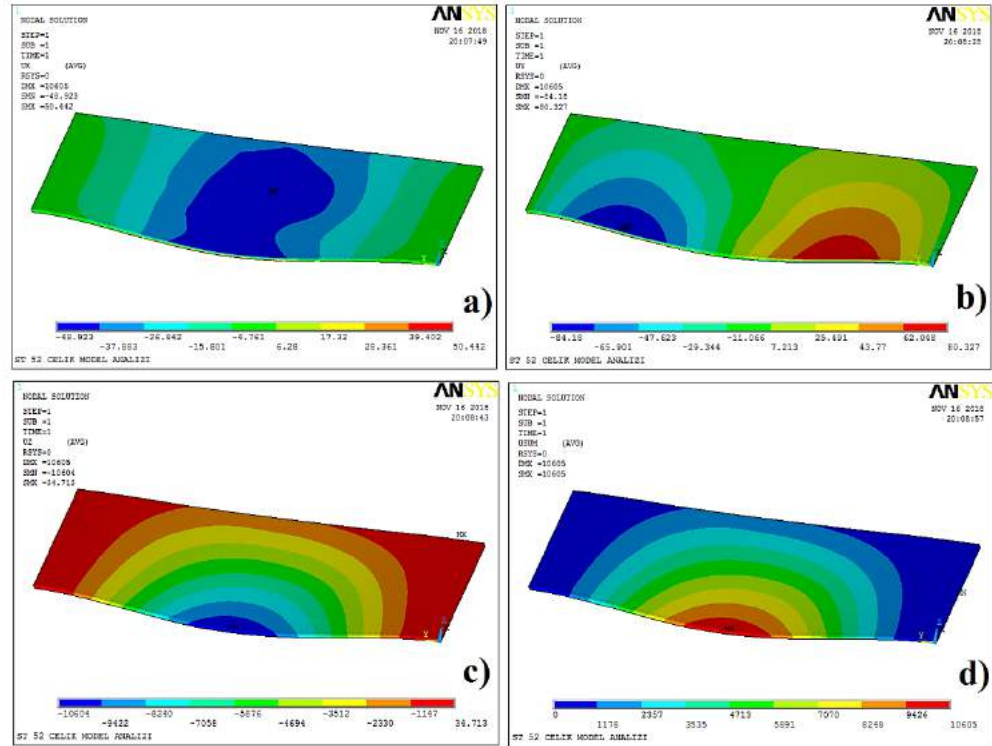 1
NODAL SOLUTION
STEP=1
SUB =1
TIME=1
UX (AVG)
RSYS=0
DMX =10605
SMN =-48.923
SMX =50.442
ANSYS
NOV 16 2018
20:07:49
a)
-48.923 -26.842 -4.761 17.32 39.402
-37.883 -15.801 6.28 28.361 50.442
ST 52 CELIK MODEL ANALIZI
1
NODAL SOLUTION
STEP=1
SUB =1
TIME=1
UY (AVG)
RSYS=0
DMX =10605
SMN =-84.18
SMX =80.327
ANSYS
NOV 16 2018
20:08:28
b)
-84.18 -47.623 -11.066 25.491 62.048
-65.901 -29.344 7.213 43.77 80.327
ST 52 CELIK MODEL ANALIZI
1
NODAL SOLUTION
STEP=1
SUB =1
TIME=1
UZ (AVG)
RSYS=0
DMX =10605
SMN =-10604
SMX =34.713
ANSYS
NOV 16 2018
20:08:43
MX
c)
-10604 -8240 -5876 -3512 -1147
-9422 -7058 -4694 -2330 34.713
ST 52 CELIK MODEL ANALIZI
1
NODAL SOLUTION
STEP=1
SUB =1
TIME=1
USUM (AVG)
RSYS=0
DMX =10605
SMX =10605
ANSYS
NOV 16 2018
20:08:57
d)
0 2357 4713 7070 9426
1178 3535 5891 8248 10605
ST 52 CELIK MODEL ANALIZI